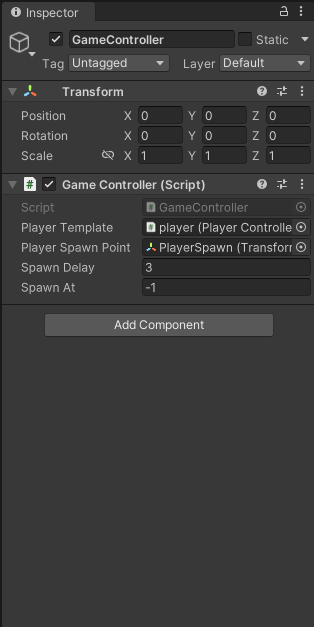 Inspector
GameController Static
Tag Untagged Layer Default
Transform
Position X 0 Y 0 Z 0
Rotation X 0 Y 0 Z 0
Scale X 1 Y 1 Z 1
# Game Controller (Script)
Script # GameController
Player Template # player (Player Controlle
Player Spawn Point PlayerSpawn (Transform
Spawn Delay 3
Spawn At -1
Add Component